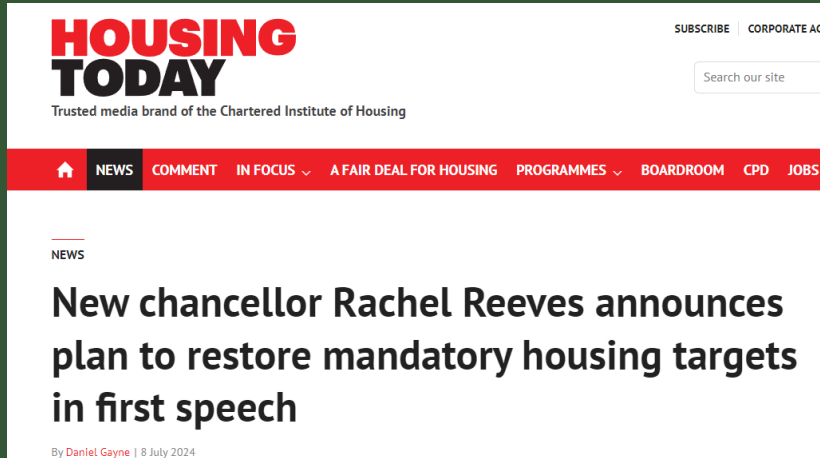 HOUSING
TODAY
Trusted media brand of the Chartered Institute of Housing
SUBSCRIBE
CORPORATE
Search our site
NEWS
COMMENT
IN FOCUS
A FAIR DEAL FOR HOUSING
PROGRAMMES
BOARDROOM
CPD
JOBS
NEWS
New chancellor Rachel Reeves announces
plan to restore mandatory housing targets
in first speech
By Daniel Gayne | 8 July 2024